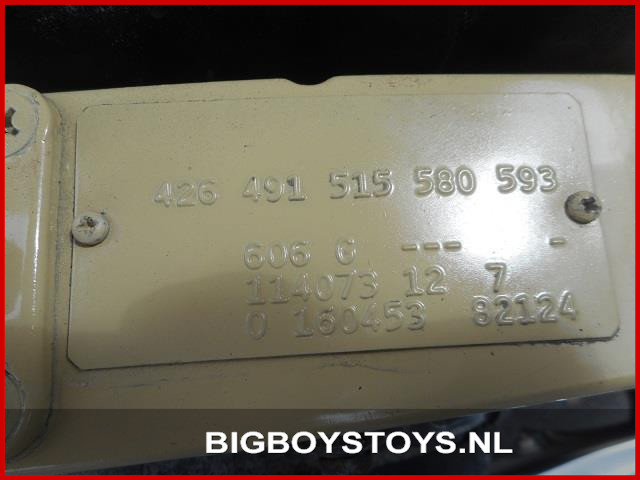 426 491 515 580 593
606 G --- -
114073 12 7
0 160453 82124
BIGBOYSTOYS.NL